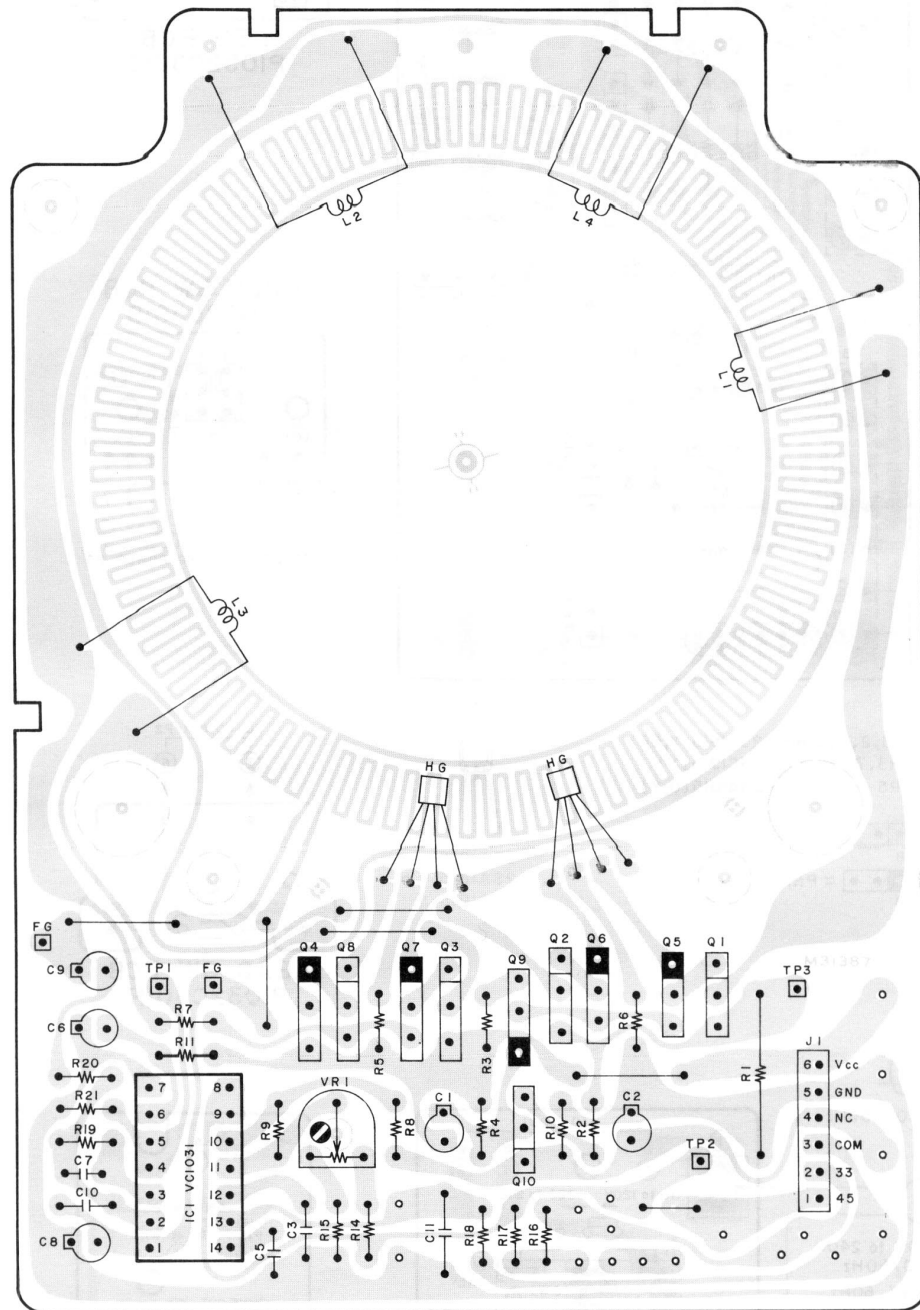 L2
L4
L1
L3
HG
HG
FG
C9
TP1
FG
Q4
Q8
Q7
Q3
Q9
Q2
Q6
Q5
Q1
TP3
C6
R7
R11
R5
R3
R6
R1
J1
R20
R21
R19
C7
C10
C8
7
8
6
9
5
10
4
11
3
12
2
13
1
14
IC1 VC1031
R9
VR1
R8
C1
R4
R10
R2
C2
Q10
TP2
6 Vcc
5 GND
4 NC
3 COM
2 33
1 45
C5
C3
R15
R14
C11
R18
R17
R16